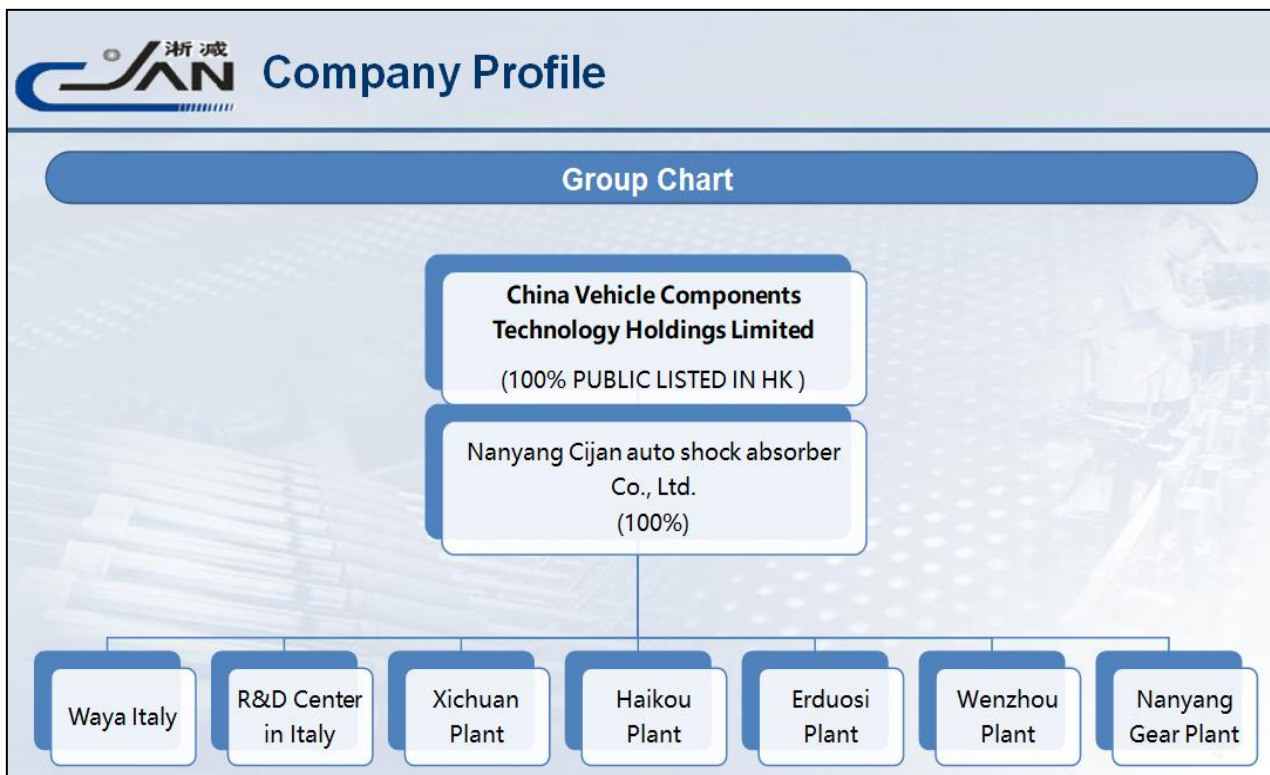 淅减
CIJAN
Company Profile
Group Chart
China Vehicle Components
Technology Holdings Limited
(100% PUBLIC LISTED IN HK )
Nanyang Cijan auto shock absorber
Co., Ltd.
(100%)
Waya Italy
R&D Center
in Italy
Xichuan
Plant
Haikou
Plant
Erduosi
Plant
Wenzhou
Plant
Nanyang
Gear Plant